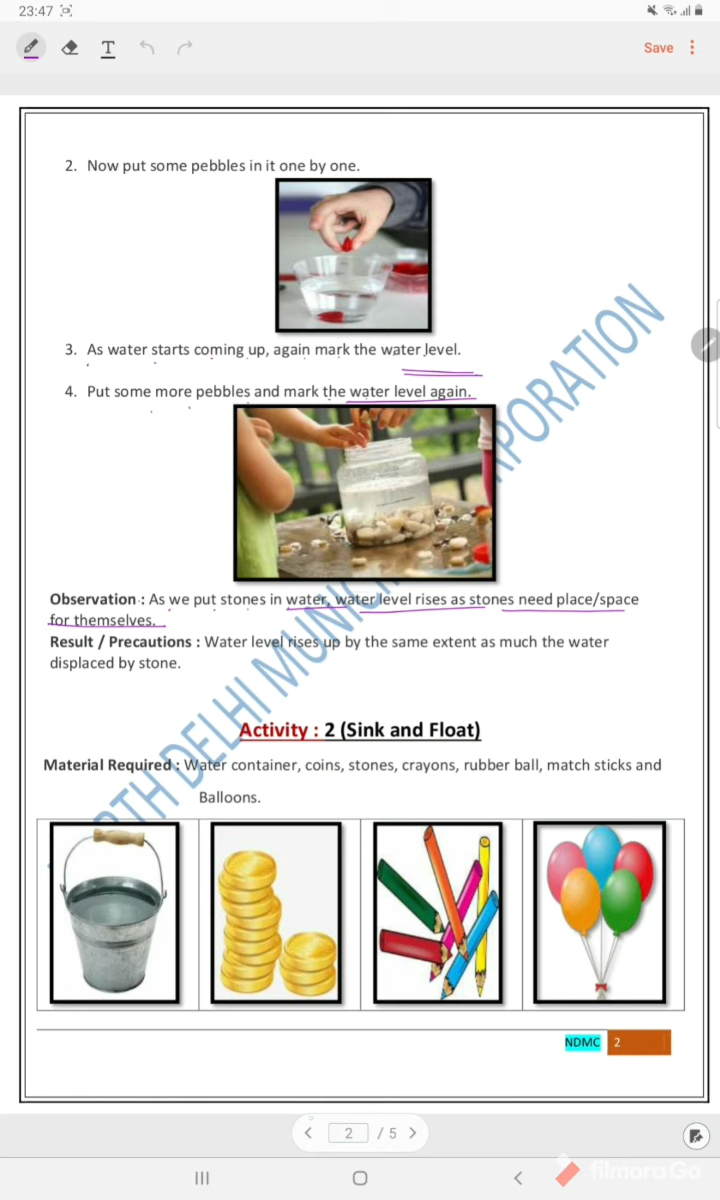 23:47
T
Save
2. Now put some pebbles in it one by one.
3. As water starts coming up, again mark the water level.
4. Put some more pebbles and mark the water level again.
Observation : As we put stones in water, water level rises as stones need place/space
for themselves.
Result / Precautions : Water level rises up by the same extent as much the water
displaced by stone.
Activity : 2 (Sink and Float)
Material Required : Water container, coins, stones, crayons, rubber ball, match sticks and
Balloons.
NDMC 2
2 / 5
filmoraGo